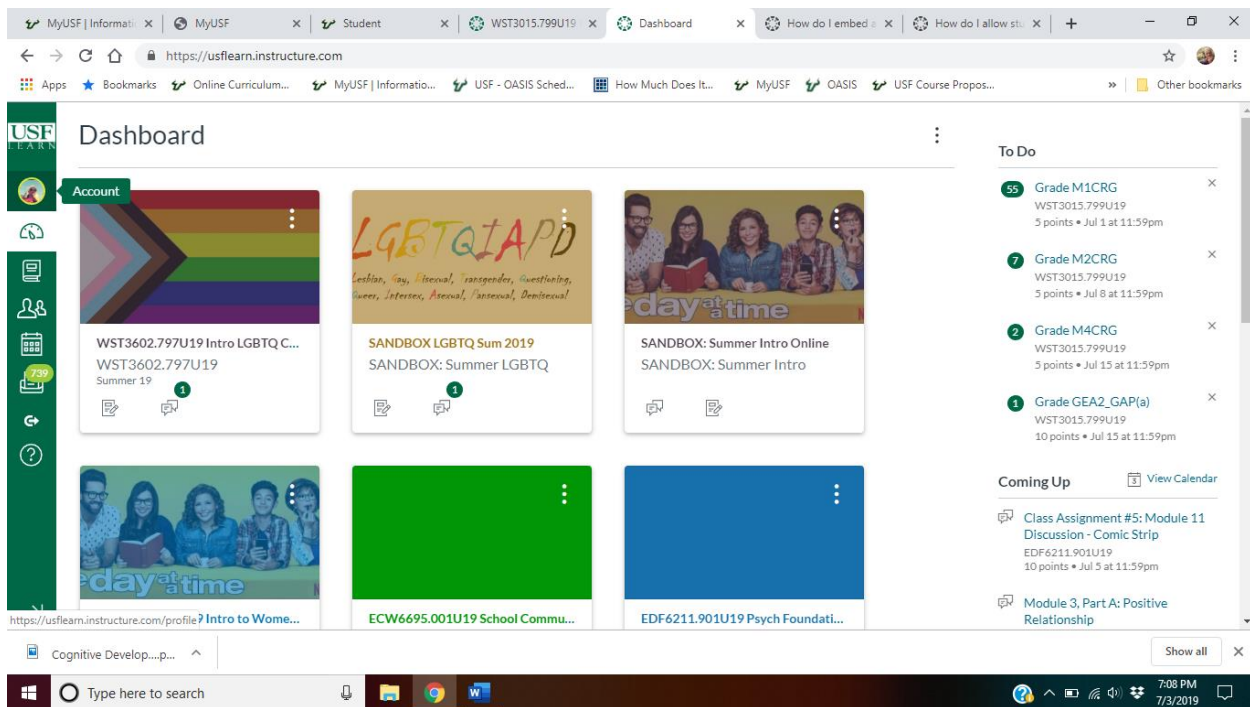 MyUSF | Informati
MyUSF
Student
WST3015.799U19
Dashboard
How do I embed a
How do I allow stu
https://usflearn.instructure.com
Apps
Bookmarks
Online Curriculum...
MyUSF | Informatio...
USF - OASIS Sched...
How Much Does It...
MyUSF
OASIS
USF Course Propos...
»
Other bookmarks
USF
LEARN
Dashboard
Account
739
LGBTQIAPD
Lesbian, Gay, Bisexual, Transgender, Questioning,
Queer, Intersex, Asexual, Pansexual, Demisexual
day at a time
WST3602.797U19 Intro LGBTQ C...
WST3602.797U19
Summer 19
1
SANDBOX LGBTQ Sum 2019
SANDBOX: Summer LGBTQ
1
SANDBOX: Summer Intro Online
SANDBOX: Summer Intro
day at a time
9 Intro to Wome...
ECW6695.001U19 School Commu...
EDF6211.901U19 Psych Foundati...
To Do
55 Grade M1CRG
WST3015.799U19
5 points • Jul 1 at 11:59pm
7 Grade M2CRG
WST3015.799U19
5 points • Jul 8 at 11:59pm
2 Grade M4CRG
WST3015.799U19
5 points • Jul 15 at 11:59pm
1 Grade GEA2_GAP(a)
WST3015.799U19
10 points • Jul 15 at 11:59pm
Coming Up
3 View Calendar
Class Assignment #5: Module 11
Discussion - Comic Strip
EDF6211.901U19
10 points • Jul 5 at 11:59pm
Module 3, Part A: Positive
Relationship
https://usflearn.instructure.com/profile
Cognitive Develop....p...
Show all
Type here to search
7:08 PM
7/3/2019